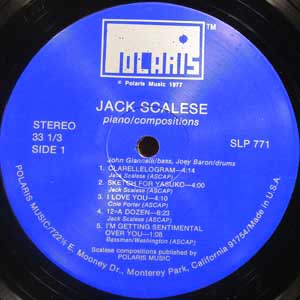 POLARIS
TM
© Polaris Music 1977
JACK SCALESE
piano/compositions
STEREO
33 1/3
SIDE 1
SLP 771
John Giannelli/bass, Joey Baron/drums
1. CLARELLELOGRAM—4:14
Jack Scalese (ASCAP)
2. SKETCH FOR YASUKO—4:00
Jack Scalese (ASCAP)
3. I LOVE YOU—4:10
Cole Porter (ASCAP)
4. 12=A DOZEN—8:23
Jack Scalese (ASCAP)
5. I'M GETTING SENTIMENTAL
OVER YOU—1:08
Bassman/Washington (ASCAP)
Scalese compositions published by
POLARIS MUSIC
POLARIS MUSIC/722½ E. Mooney Dr., Monterey Park, California 91754/Made in U.S.A.